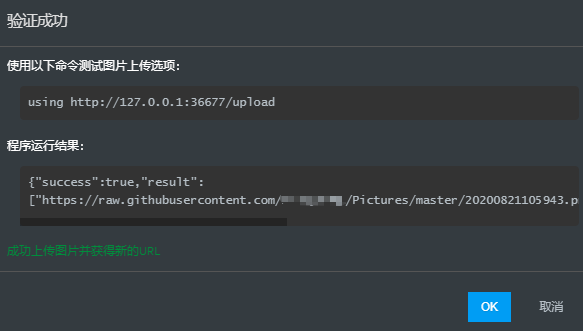 验证成功
使用以下命令测试图片上传选项：
using http://127.0.0.1:36677/upload
程序运行结果：
{"success":true,"result":
["https://raw.githubusercontent.com/ /Pictures/master/20200821105943.p
成功上传图片并获得新的URL
OK 取消